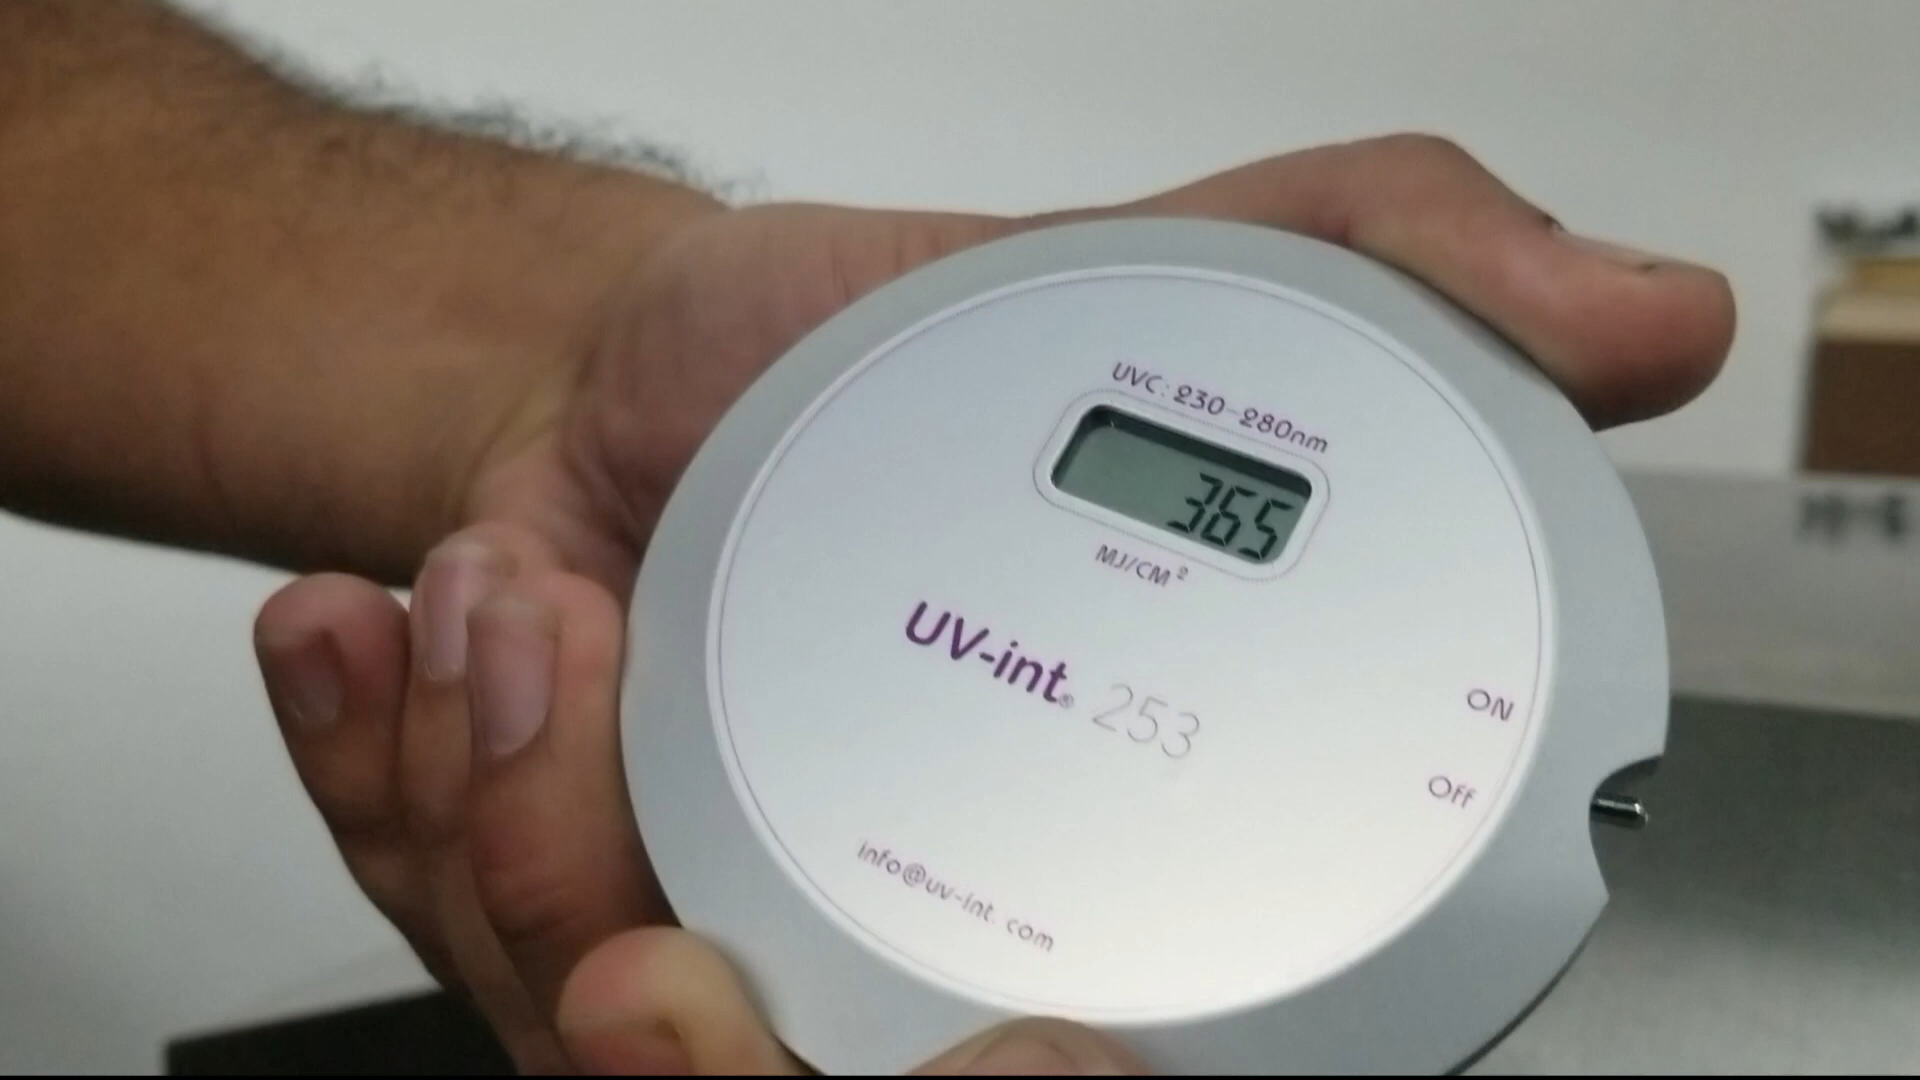 UVC: 230-280nm
365
MJ/CM²
UV-int® 253
ON
Off
info@uv-int.com